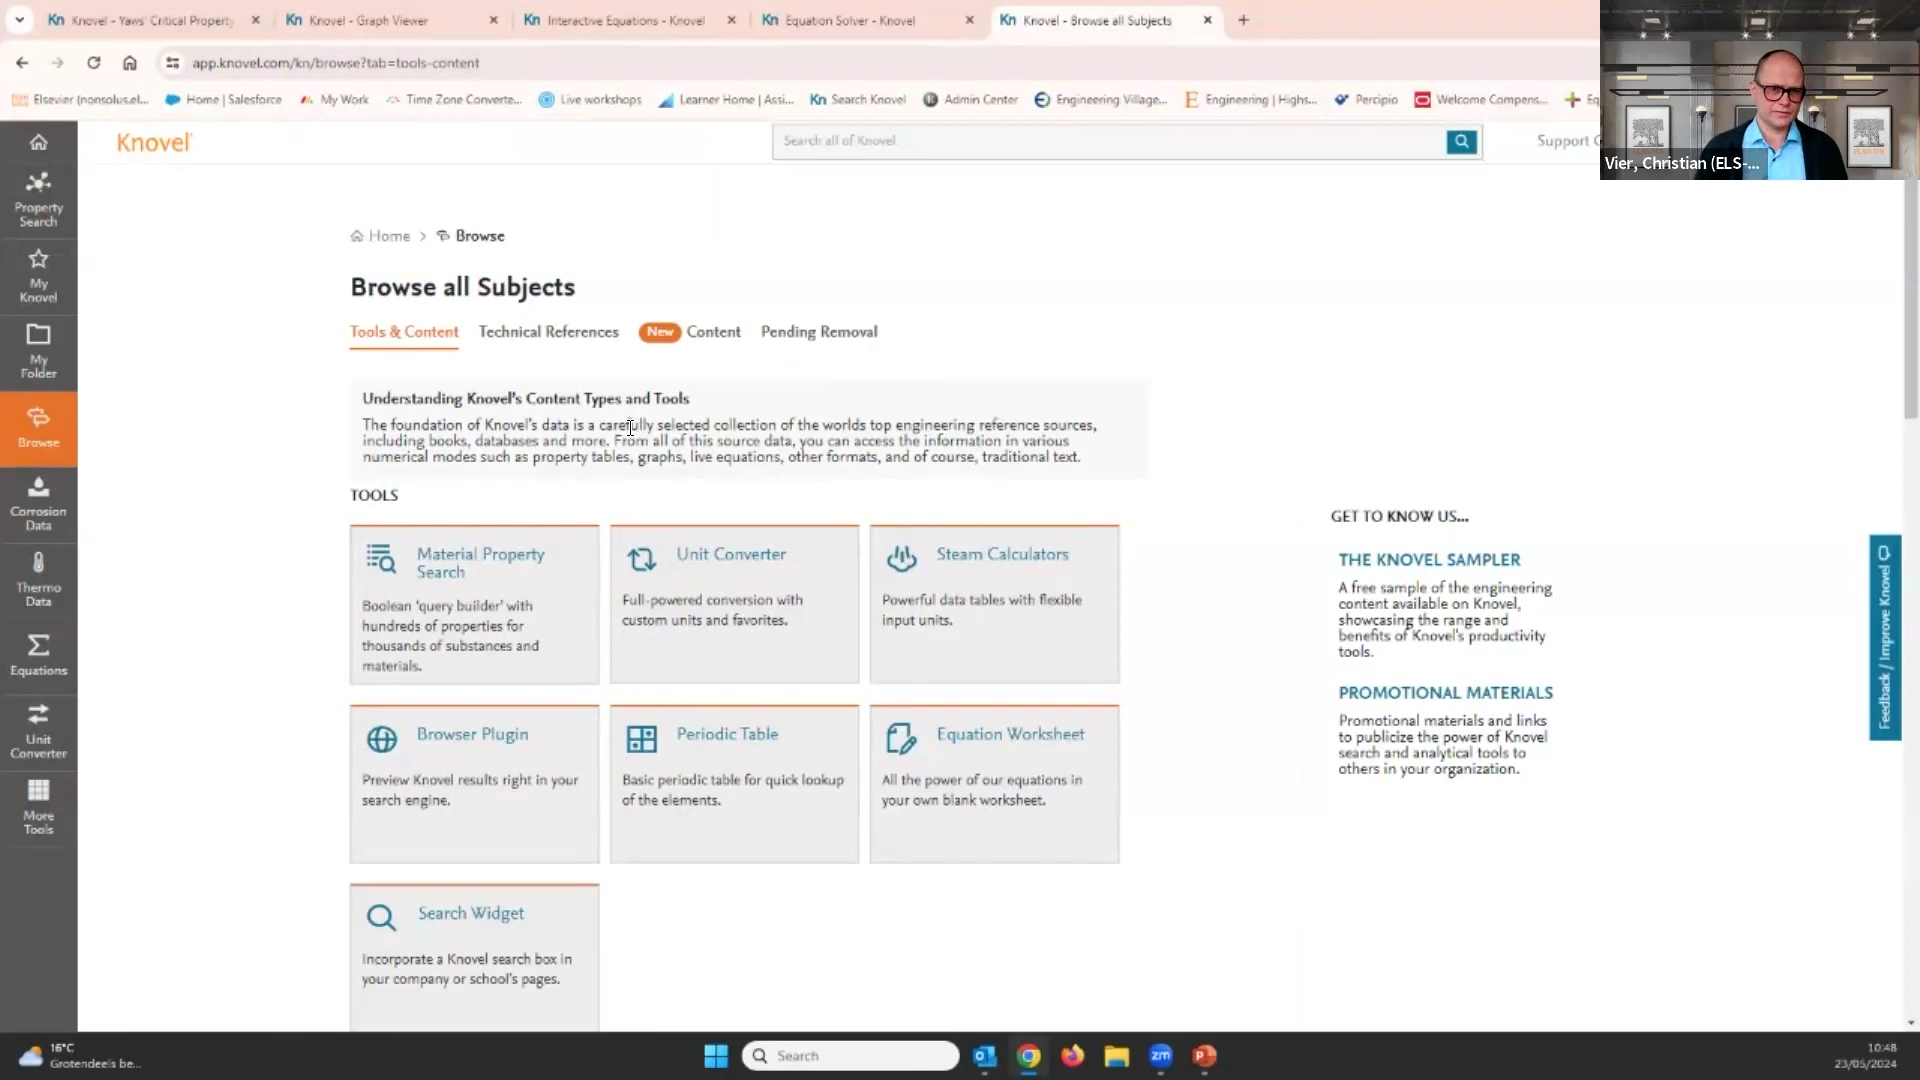 Knovel - Yaws' Critical Property
Knovel - Graph Viewer
Interactive Equations - Knovel
Equation Solver - Knovel
Knovel - Browse all Subjects
app.knovel.com/kn/browse?tab=tools-content
Elsevier (nonsolus.el...
Home | Salesforce
My Work
Time Zone Converte...
Live workshops
Learner Home | Assi...
Kn Search Knovel
Admin Center
Engineering Village...
Engineering | Highs...
Percipio
Welcome Compens...
Vier, Christian (ELS-...
Knovel
Search all of Knovel
Support
Property
Search
My
Knovel
My
Folder
Browse
Corrosion
Data
Thermo
Data
Equations
Unit
Converter
More
Tools
Home > Browse
Browse all Subjects
Tools & Content
Technical References
New Content
Pending Removal
Understanding Knovel's Content Types and Tools
The foundation of Knovel's data is a carefully selected collection of the worlds top engineering reference sources,
including books, databases and more. From all of this source data, you can access the information in various
numerical modes such as property tables, graphs, live equations, other formats, and of course, traditional text.
TOOLS
Material Property
Search
Boolean 'query builder' with
hundreds of properties for
thousands of substances and
materials.
Unit Converter
Full-powered conversion with
custom units and favorites.
Steam Calculators
Powerful data tables with flexible
input units.
Browser Plugin
Preview Knovel results right in your
search engine.
Periodic Table
Basic periodic table for quick lookup
of the elements.
Equation Worksheet
All the power of our equations in
your own blank worksheet.
Search Widget
Incorporate a Knovel search box in
your company or school's pages.
GET TO KNOW US...
THE KNOVEL SAMPLER
A free sample of the engineering
content available on Knovel,
showcasing the range and
benefits of Knovel's productivity
tools.
PROMOTIONAL MATERIALS
Promotional materials and links
to publicize the power of Knovel
search and analytical tools to
others in your organization.
Feedback / Improve Knovel
16°C
Grotendeels be...
Search
10:48
23/05/2024